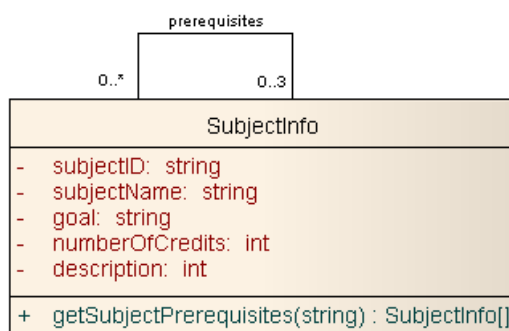 prerequisites
0..*
0..3
SubjectInfo
- subjectID: string
- subjectName: string
- goal: string
- numberOfCredits: int
- description: int
+ getSubjectPrerequisites(string) : SubjectInfo[]